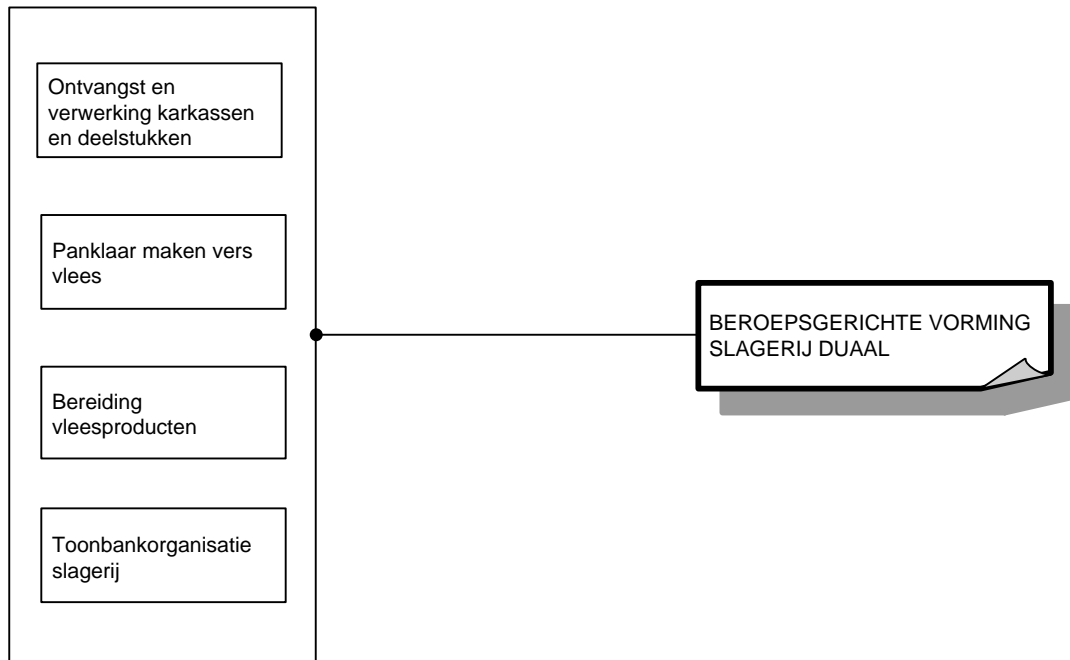 Ontvangst en
verwerking karkassen
en deelstukken
Panklaar maken vers
vlees
Bereiding
vleesproducten
Toonbankorganisatie
slagerij
BEROEPSGERICHTE VORMING
SLAGERIJ DUAAL